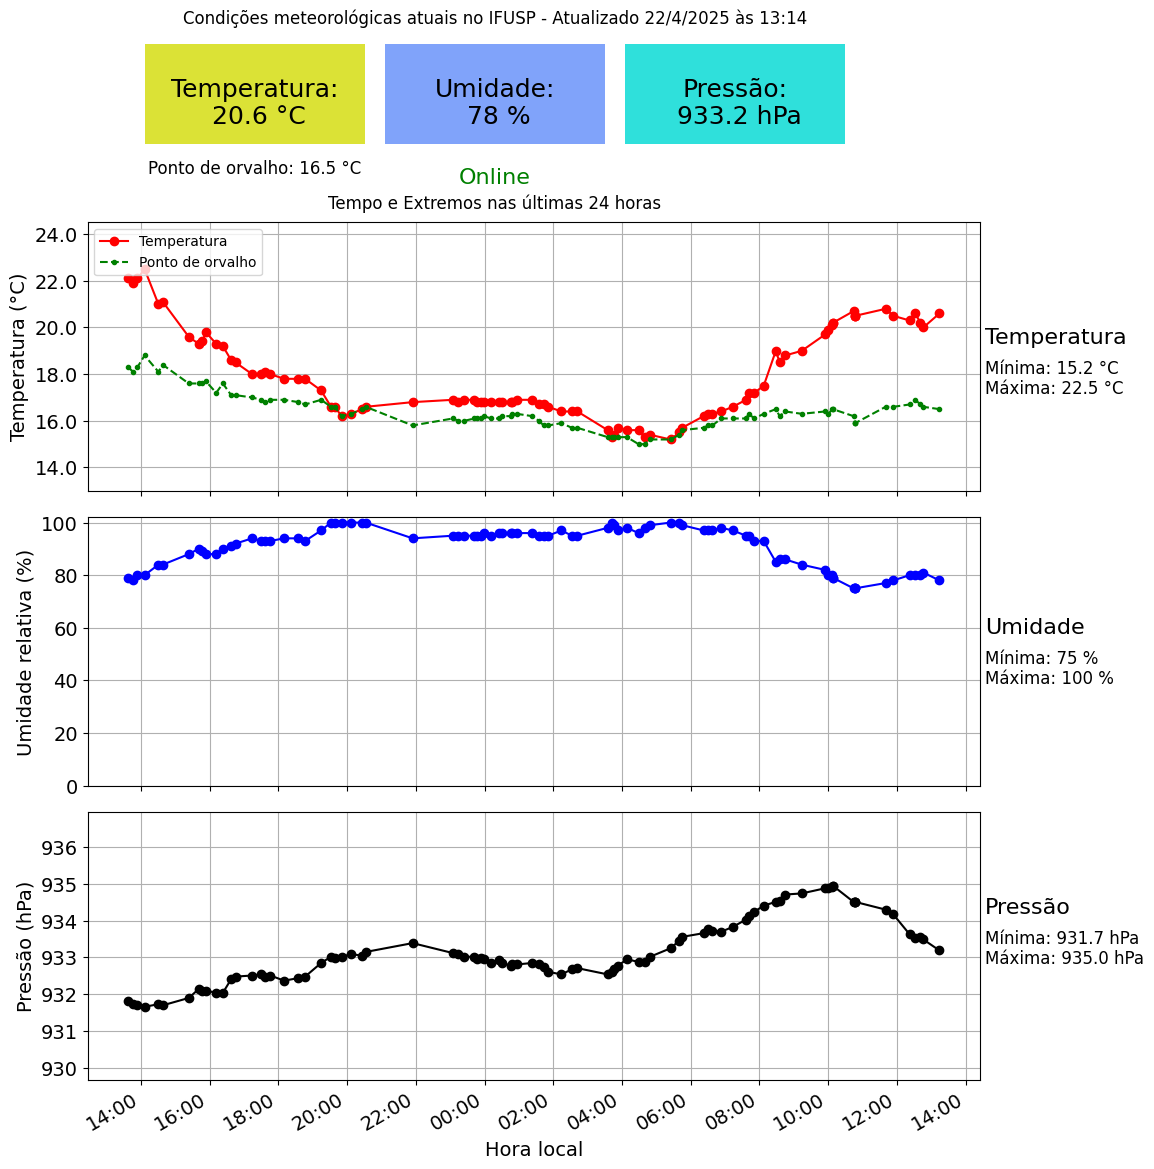 Condições meteorológicas atuais no IFUSP - Atualizado 22/4/2025 às 13:14
Temperatura:
20.6 °C
Umidade:
78 %
Pressão:
933.2 hPa
Ponto de orvalho: 16.5 °C
Online
Tempo e Extremos nas últimas 24 horas
Temperatura (°C)
24.0
22.0
20.0
18.0
16.0
14.0
Temperatura
Ponto de orvalho
Temperatura
Mínima: 15.2 °C
Máxima: 22.5 °C
Umidade relativa (%)
100
80
60
40
20
0
Umidade
Mínima: 75 %
Máxima: 100 %
Pressão (hPa)
936
935
934
933
932
931
930
Pressão
Mínima: 931.7 hPa
Máxima: 935.0 hPa
14:00 16:00 18:00 20:00 22:00 00:00 02:00 04:00 06:00 08:00 10:00 12:00 14:00
Hora local